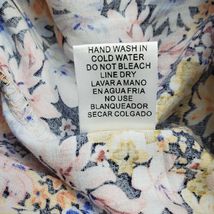 HAND WASH IN
COLD WATER
DO NOT BLEACH
LINE DRY
LAVAR A MANO
EN AGUA FRIA
NO USE
BLANQUEADOR
SECAR COLGADO